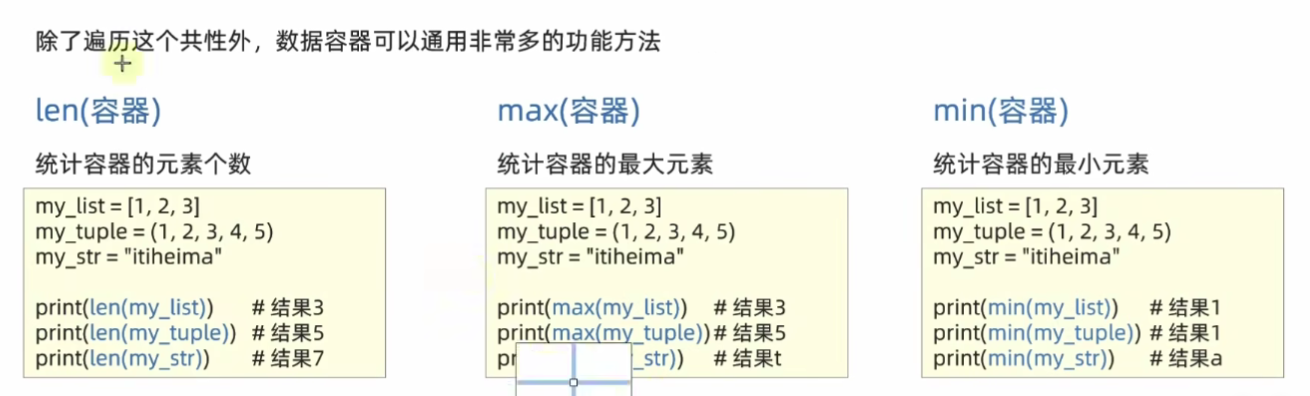 除了遍历这个共性外，数据容器可以通用非常多的功能方法
len(容器)
统计容器的元素个数
my_list = [1, 2, 3]
my_tuple = (1, 2, 3, 4, 5)
my_str = "itiheima"
print(len(my_list)) # 结果3
print(len(my_tuple)) # 结果5
print(len(my_str)) # 结果7
max(容器)
统计容器的最大元素
my_list = [1, 2, 3]
my_tuple = (1, 2, 3, 4, 5)
my_str = "itiheima"
print(max(my_list)) # 结果3
print(max(my_tuple)) # 结果5
pr _str)) # 结果t
min(容器)
统计容器的最小元素
my_list = [1, 2, 3]
my_tuple = (1, 2, 3, 4, 5)
my_str = "itiheima"
print(min(my_list)) # 结果1
print(min(my_tuple)) # 结果1
print(min(my_str)) # 结果a